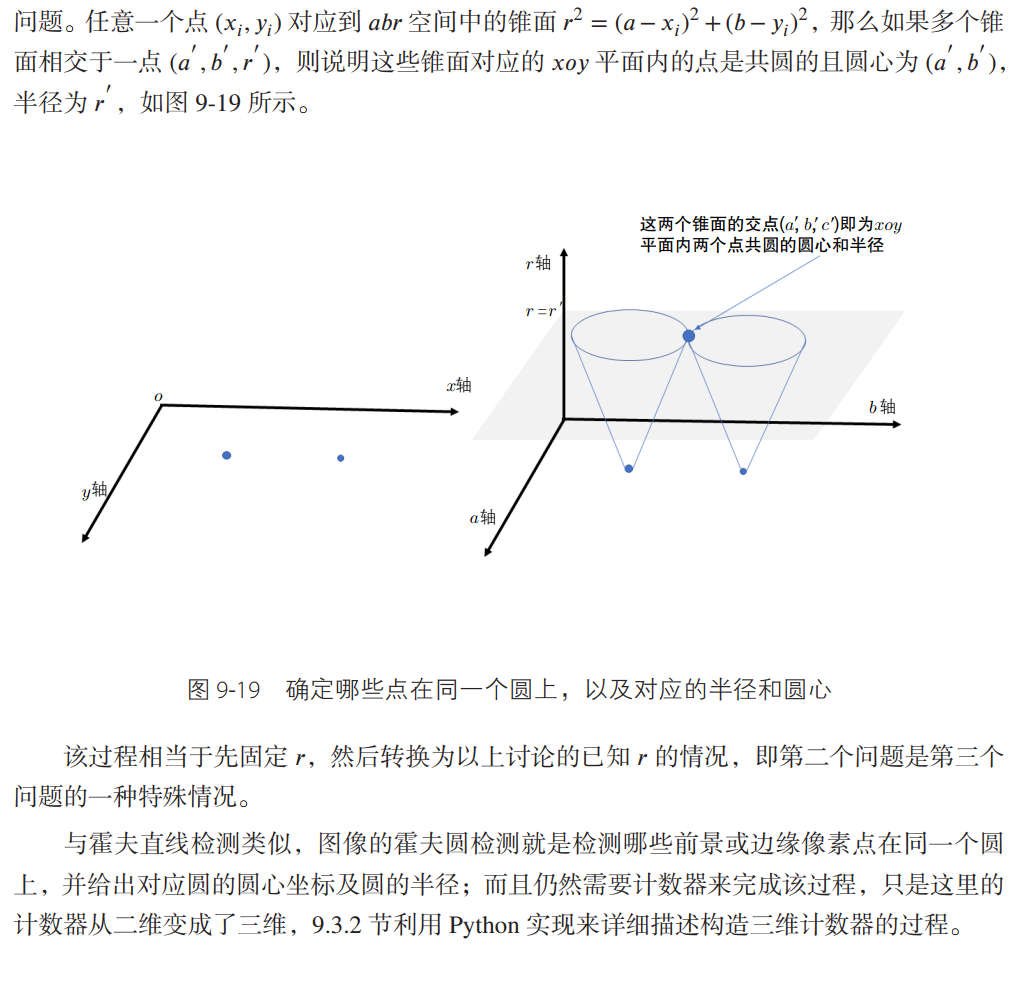 问题。任意一个点 (xᵢ, yᵢ) 对应到 abr 空间中的锥面 r² = (a − xᵢ)² + (b − yᵢ)²，那么如果多个锥
面相交于一点 (a′, b′, r′)，则说明这些锥面对应的 xoy 平面内的点是共圆的且圆心为 (a′, b′)，
半径为 r′，如图 9-19 所示。
这两个锥面的交点(a′, b′, c′)即为xoy
平面内两个点共圆的圆心和半径
r 轴
r = r′
o
x轴
b 轴
y轴
a 轴
图 9-19 确定哪些点在同一个圆上，以及对应的半径和圆心
该过程相当于先固定 r，然后转换为以上讨论的已知 r 的情况，即第二个问题是第三个
问题的一种特殊情况。
与霍夫直线检测类似，图像的霍夫圆检测就是检测哪些前景或边缘像素点在同一个圆
上，并给出对应圆的圆心坐标及圆的半径；而且仍然需要计数器来完成该过程，只是这里的
计数器从二维变成了三维，9.3.2 节利用 Python 实现来详细描述构造三维计数器的过程。